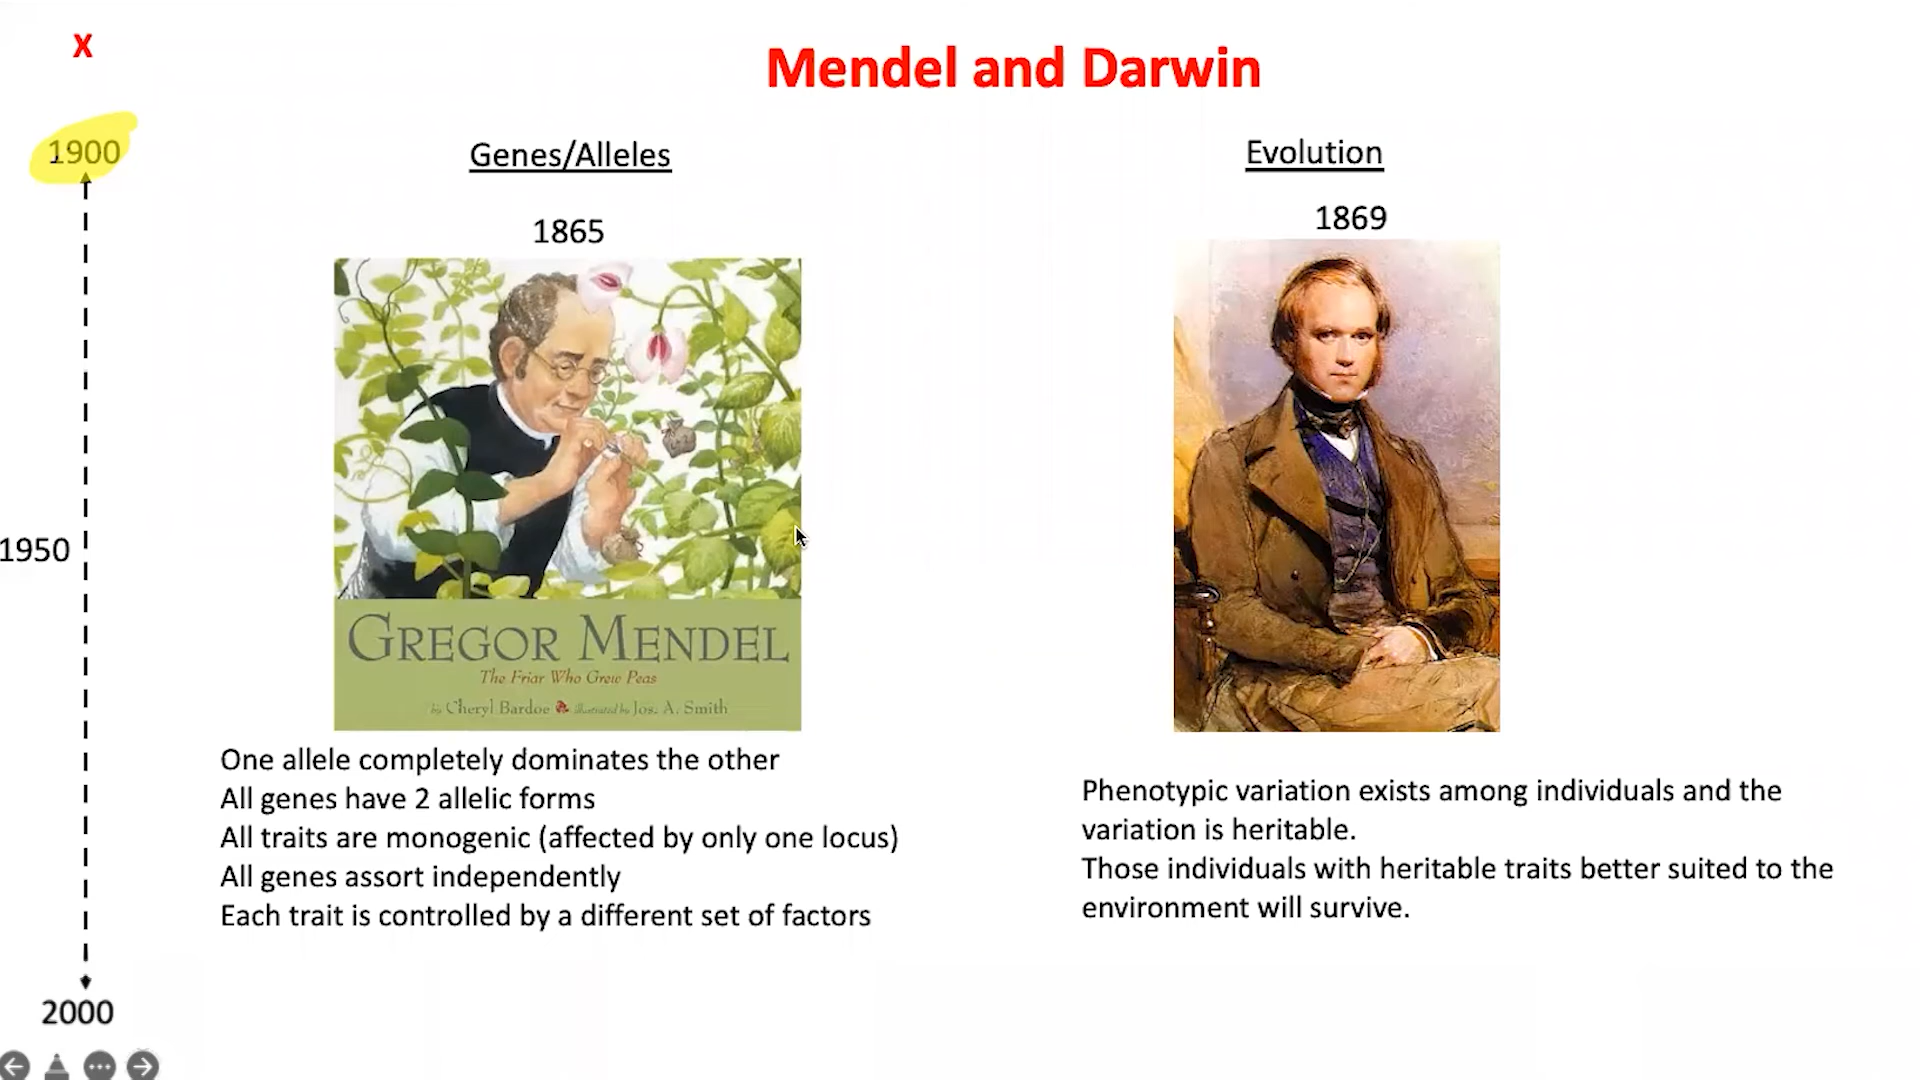 X
Mendel and Darwin
1900
1950
2000
Genes/Alleles
1865
GREGOR MENDEL
The Friar Who Grew Peas
by Cheryl Bardoe illustrated by Jos. A. Smith
One allele completely dominates the other
All genes have 2 allelic forms
All traits are monogenic (affected by only one locus)
All genes assort independently
Each trait is controlled by a different set of factors
Evolution
1869
Phenotypic variation exists among individuals and the
variation is heritable.
Those individuals with heritable traits better suited to the
environment will survive.